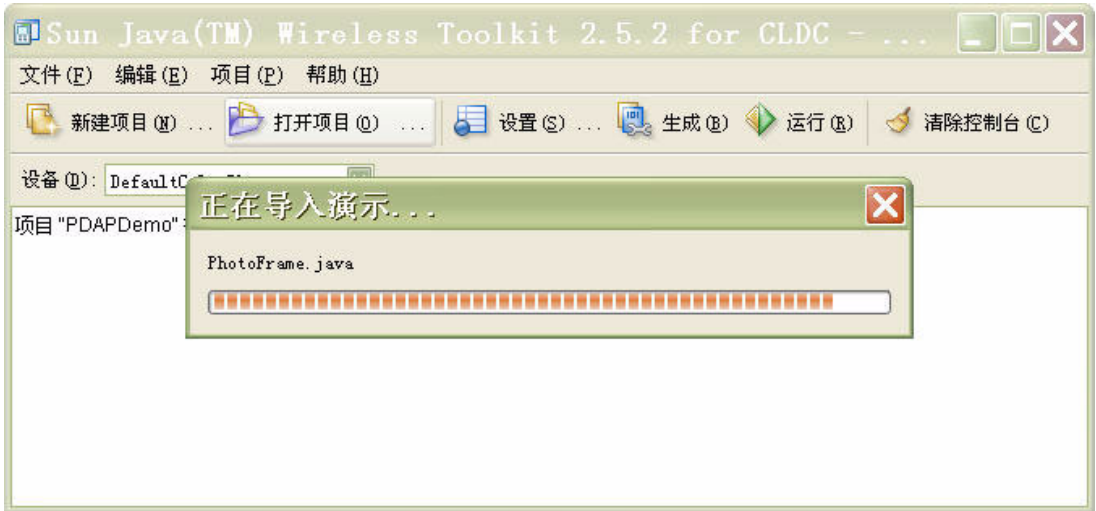 Sun Java(TM) Wireless Toolkit 2.5.2 for CLDC - ...
文件(F) 编辑(E) 项目(P) 帮助(H)
新建项目(N) ... 打开项目(O) ... 设置(S) ... 生成(B) 运行(R) 清除控制台(C)
设备(D):
正在导入演示...
项目"PDAPDemo"
PhotoFrame.java